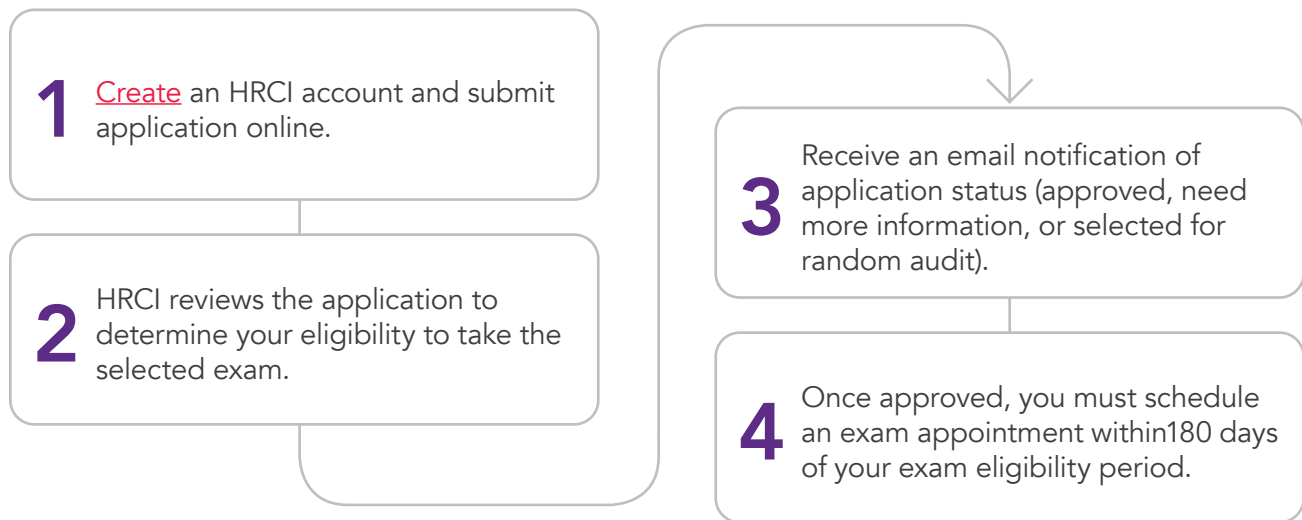 1
Create an HRCI account and submit
application online.
2
HRCI reviews the application to
determine your eligibility to take the
selected exam.
3
Receive an email notification of
application status (approved, need
more information, or selected for
random audit).
4
Once approved, you must schedule
an exam appointment within180 days
of your exam eligibility period.